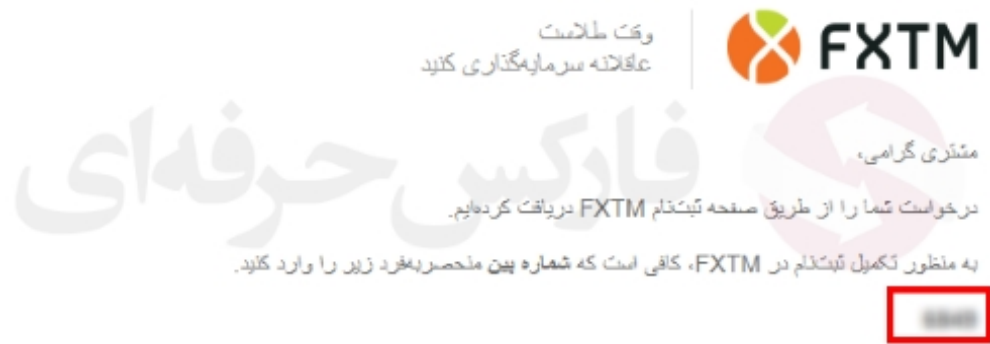 FXTM
وقت طلاست
عاقلانه سرمایه‌گذاری کنید
فارکس حرفه‌ای
مشتری گرامی،
درخواست شما را از طریق صفحه ثبت‌نام FXTM دریافت کرده‌ایم.
به منظور تکمیل ثبت‌نام در FXTM، کافی است که شماره پین منحصربه‌فرد زیر را وارد کنید.